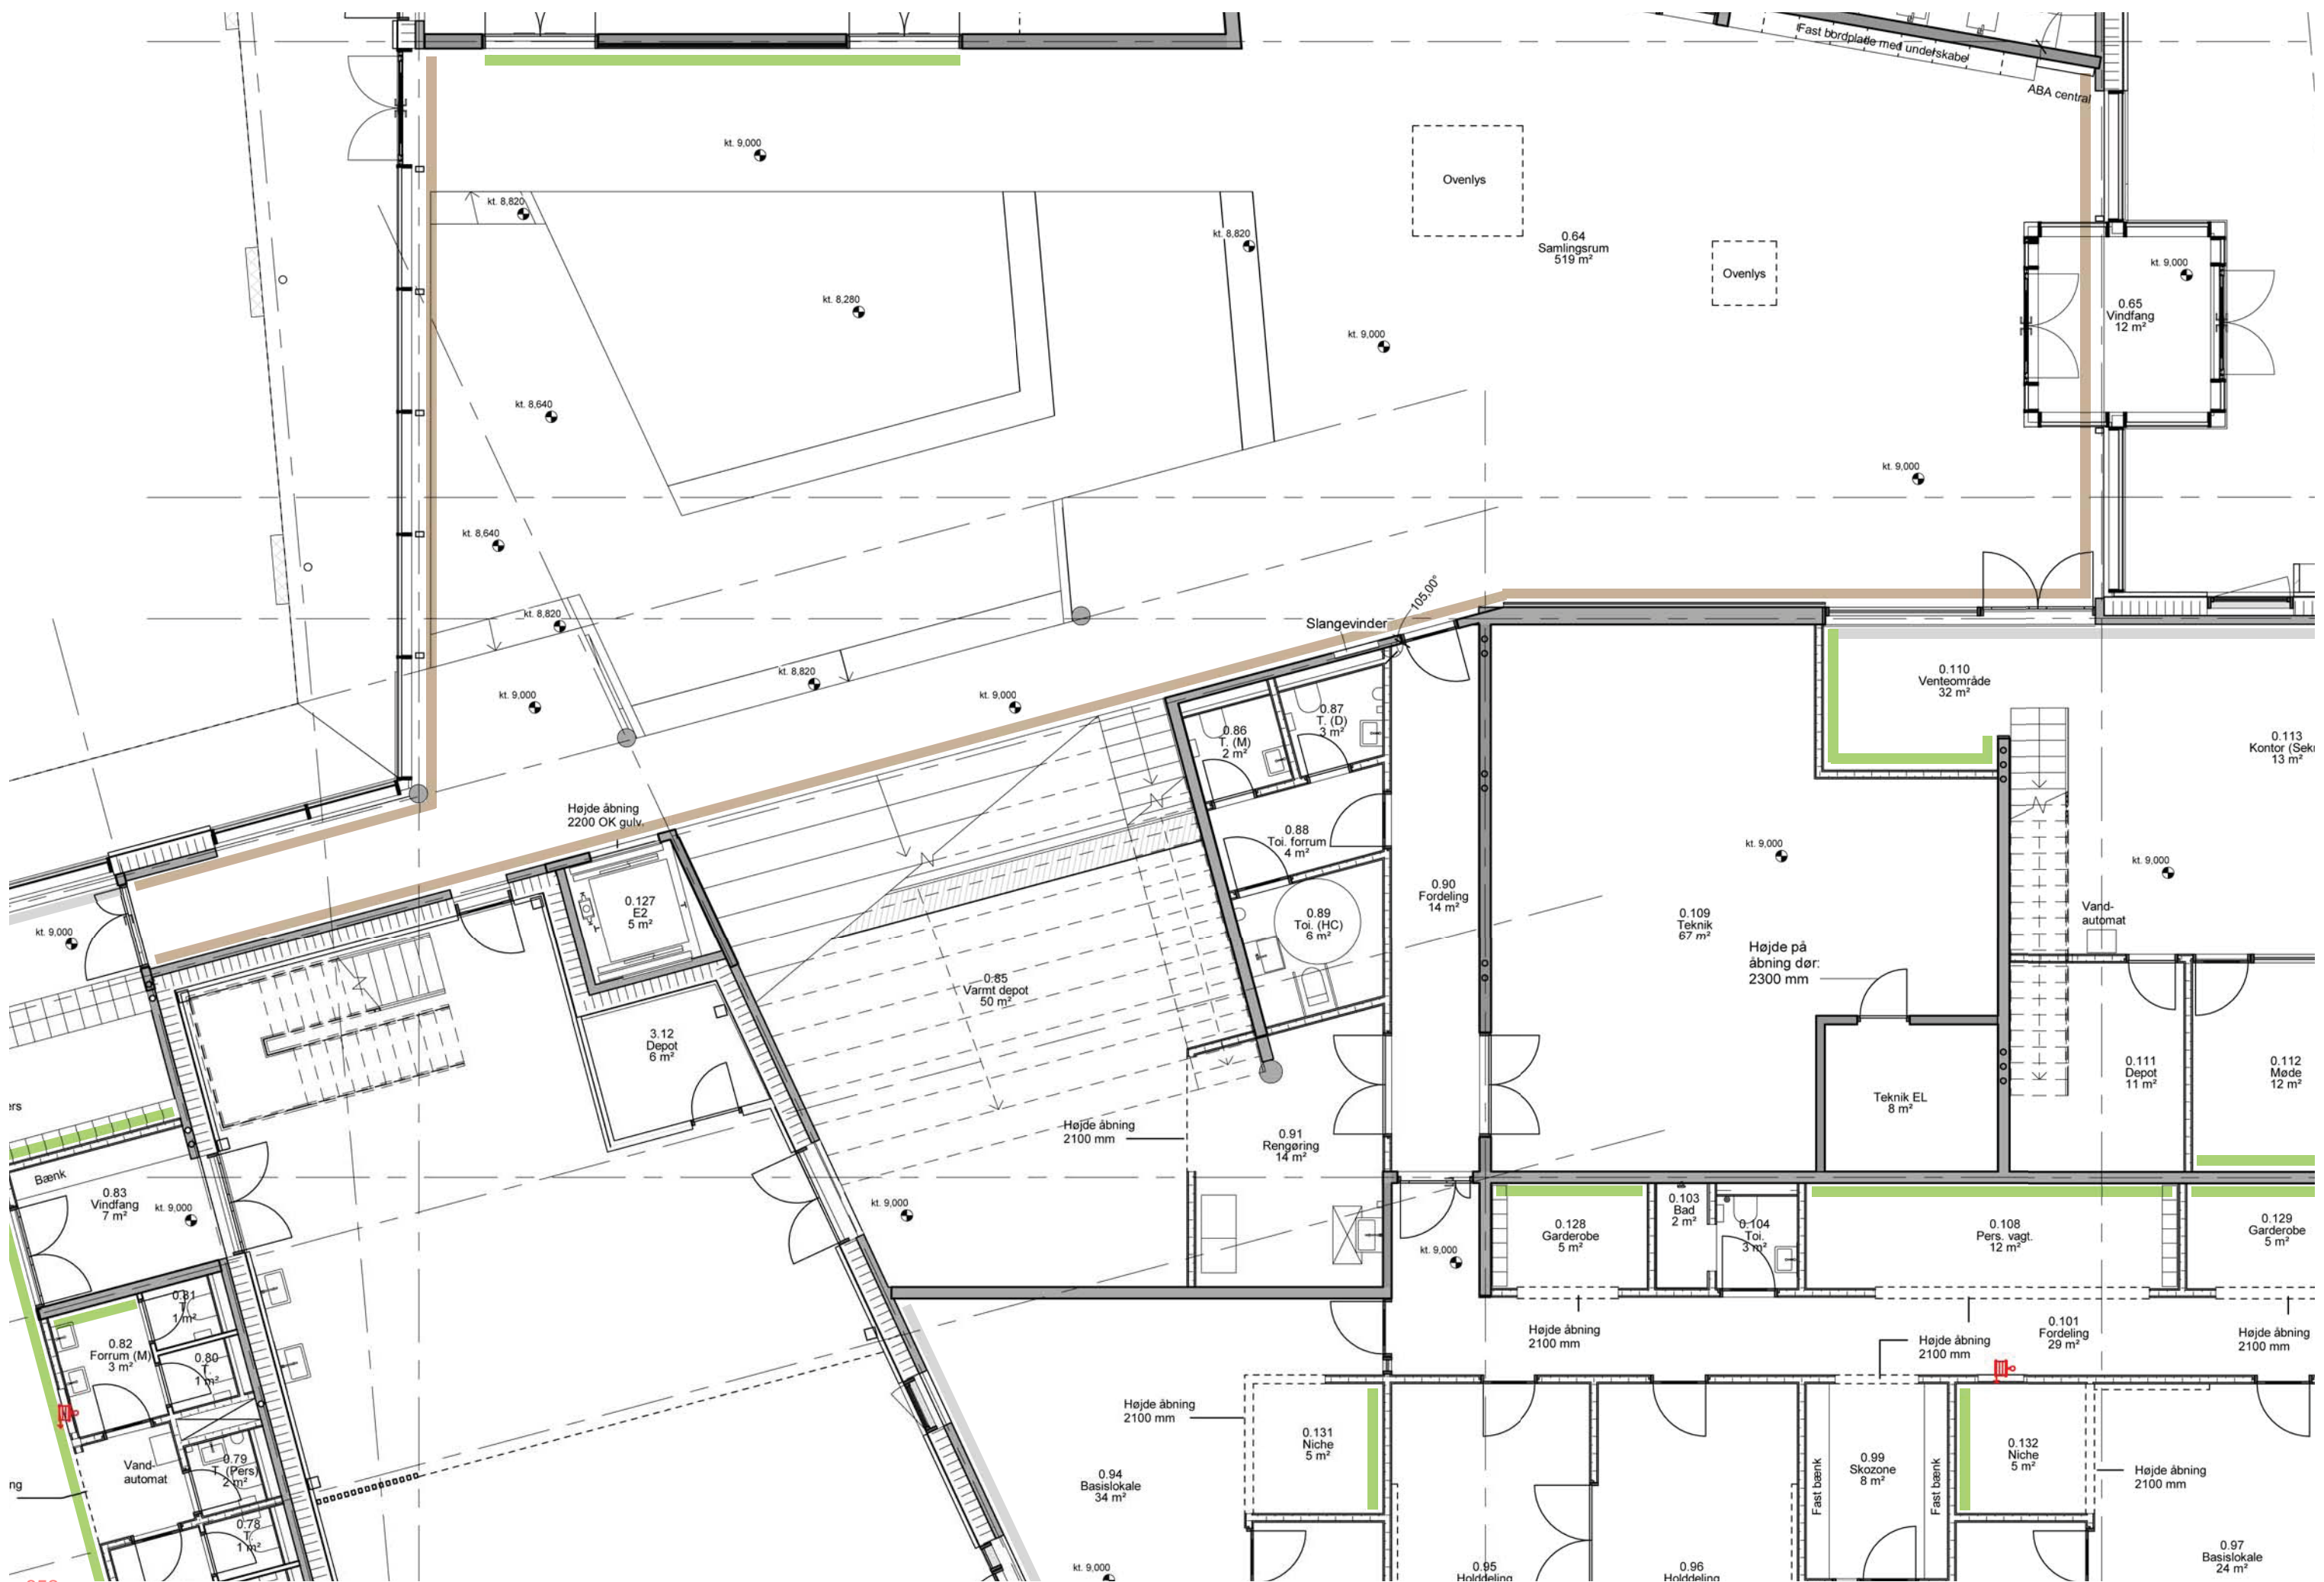 Fast bordplade med underskabel
ABA central
kt. 9,000
Ovenlys
kt. 8,820
kt. 8,820
0.64
Samlingsrum
519 m²
Ovenlys
kt. 9,000
kt. 8,280
0.65
Vindfang
12 m²
kt. 9,000
kt. 8,640
kt. 9,000
kt. 8,640
105,00°
kt. 8,820
Slangevinder
kt. 8,820
kt. 9,000
kt. 9,000
0.110
Venteområde
32 m²
0.87
T. (D)
3 m²
0.86
T. (M)
2 m²
0.113
Kontor (Sek
13 m²
Højde åbning
2200 OK gulv.
0.88
Toi. forrum
4 m²
kt. 9,000
kt. 9,000
0.90
Fordeling
14 m²
0.127
E2
5 m²
0.89
Toi. (HC)
6 m²
0.109
Teknik
67 m²
Vand-
automat
kt. 9,000
Højde på
åbning dør:
2300 mm
0.85
Varmt depot
50 m²
3.12
Depot
6 m²
0.111
Depot
11 m²
0.112
Møde
12 m²
Teknik EL
8 m²
ers
Højde åbning
2100 mm
0.91
Rengøring
14 m²
Bænk
0.83
Vindfang
7 m²
kt. 9,000
kt. 9,000
0.103
Bad
2 m²
0.128
Garderobe
5 m²
0.104
Toi.
3 m²
0.108
Pers. vagt.
12 m²
0.129
Garderobe
5 m²
kt. 9,000
0.81
T.
1 m²
0.82
Forrum (M)
3 m²
0.80
T.
1 m²
Højde åbning
2100 mm
Højde åbning
2100 mm
0.101
Fordeling
29 m²
Højde åbning
2100 mm
Højde åbning
2100 mm
0.131
Niche
5 m²
0.99
Skozone
8 m²
0.132
Niche
5 m²
Fast bænk
Fast bænk
Højde åbning
2100 mm
Vand-
automat
0.79
T. (Pers)
2 m²
ng
0.94
Basislokale
34 m²
0.78
T.
1 m²
kt. 9,000
0.95
Holddeling
0.96
Holddeling
0.97
Basislokale
24 m²